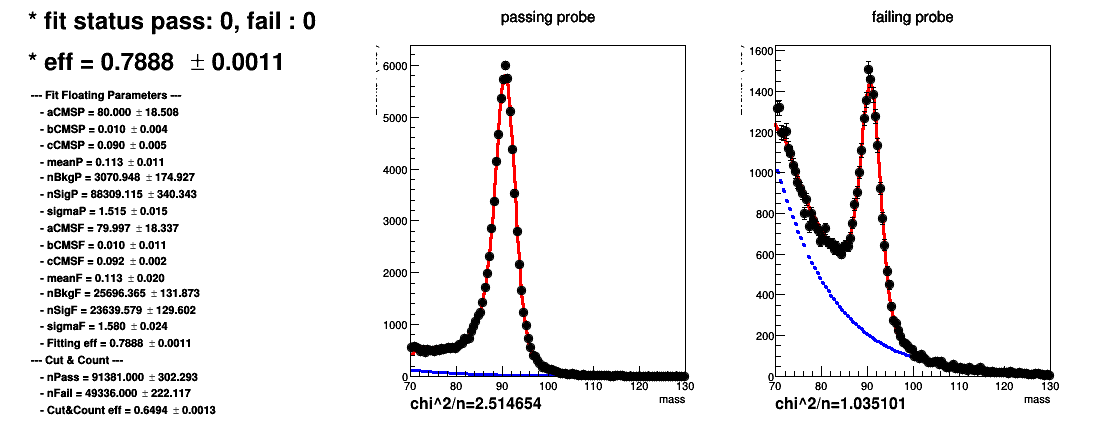 * fit status pass: 0, fail : 0
* eff = 0.7888 ± 0.0011
--- Fit Floating Parameters ---
- aCMSP = 80.000 ± 18.508
- bCMSP = 0.010 ± 0.004
- cCMSP = 0.090 ± 0.005
- meanP = 0.113 ± 0.011
- nBkgP = 3070.948 ± 174.927
- nSigP = 88309.115 ± 340.343
- sigmaP = 1.515 ± 0.015
- aCMSF = 79.997 ± 18.337
- bCMSF = 0.010 ± 0.011
- cCMSF = 0.092 ± 0.002
- meanF = 0.113 ± 0.020
- nBkgF = 25696.365 ± 131.873
- nSigF = 23639.579 ± 129.602
- sigmaF = 1.580 ± 0.024
- Fitting eff = 0.7888 ± 0.0011
--- Cut & Count ---
- nPass = 91381.000 ± 302.293
- nFail = 49336.000 ± 222.117
- Cut&Count eff = 0.6494 ± 0.0013
passing probe
6000
5000
4000
3000
2000
1000
0
70 80 90 100 110 120 130
mass
chi^2/n=2.514654
failing probe
1600
1400
1200
1000
800
600
400
200
0
70 80 90 100 110 120 130
mass
chi^2/n=1.035101